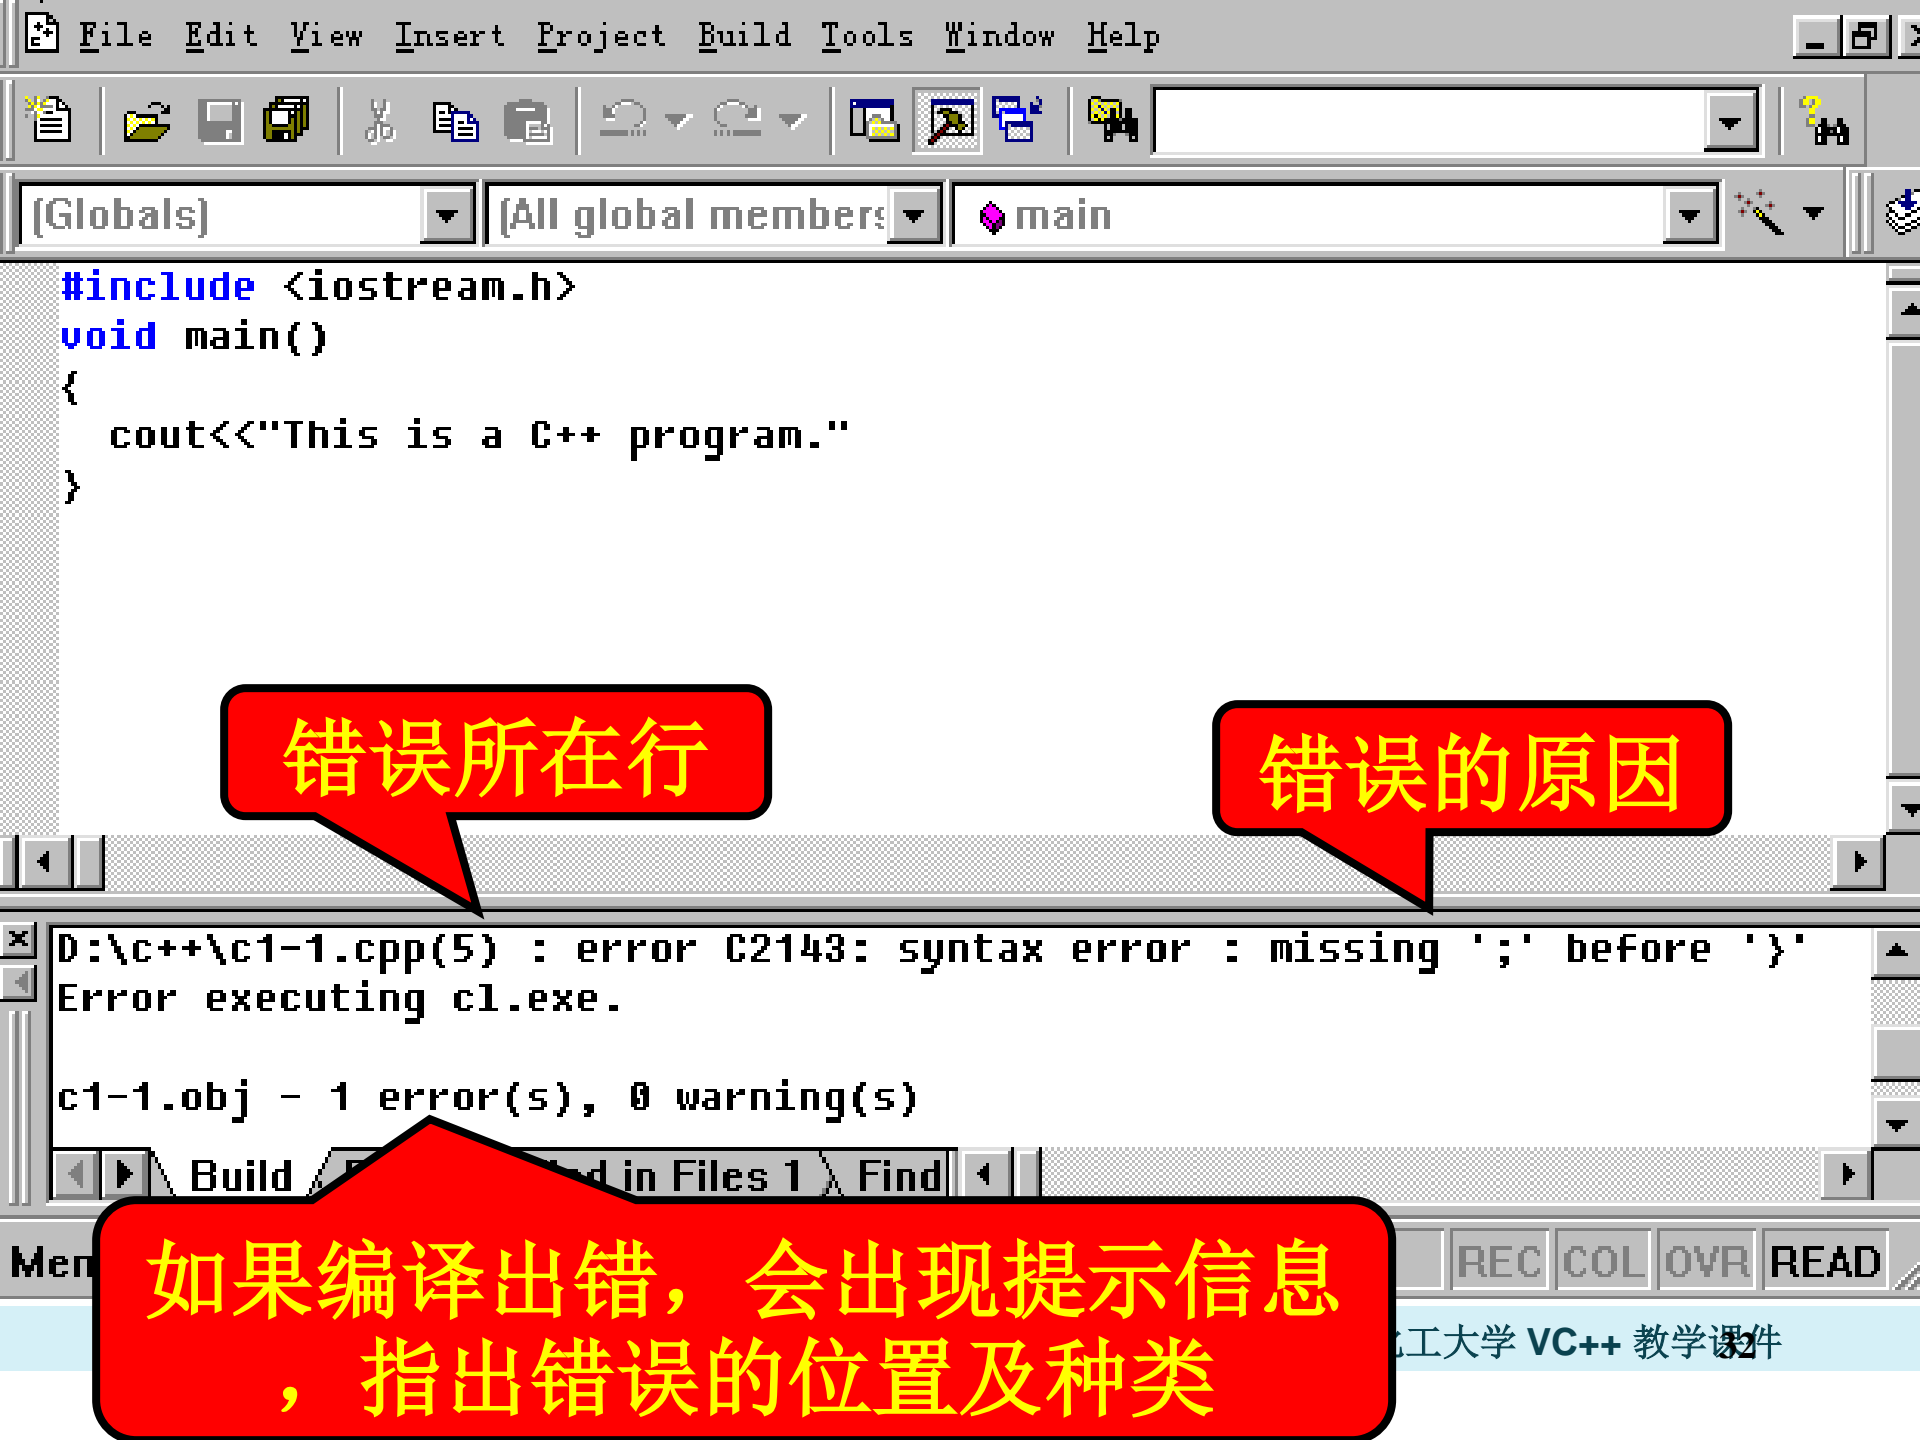 File Edit View Insert Project Build Tools Window Help
(Globals) (All global members main
#include <iostream.h>
void main()
{
cout<<"This is a C++ program."
}
错误所在行
错误的原因
D:\c++\c1-1.cpp(5) : error C2143: syntax error : missing ';' before '}'
Error executing cl.exe.
c1-1.obj - 1 error(s), 0 warning(s)
Build in Files 1 Find
REC COL OVR READ
如果编译出错，会出现提示信息
，指出错误的位置及种类
工大学 VC++ 教学课件
32